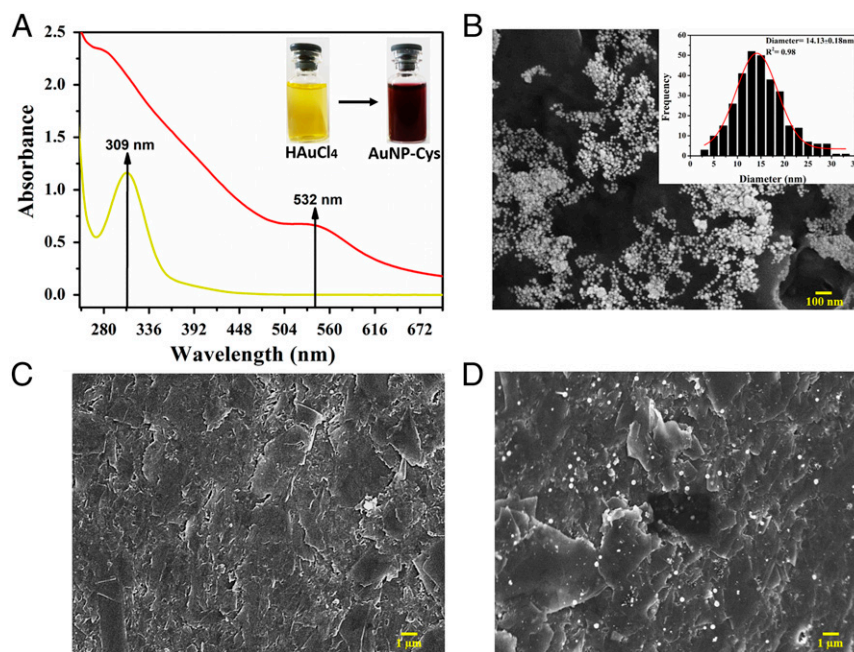 A
2.5
2.0
1.5
1.0
0.5
0.0
Absorbance
309 nm
532 nm
HAuCl4
AuNP-Cys
280 336 392 448 504 560 616 672
Wavelength (nm)
B
Diameter= 14.13±0.18nm
R²= 0.98
60
50
40
30
20
10
0
Frequency
0 5 10 15 20 25 30 35
Diameter (nm)
100 nm
C
1 μm
D
1 μm